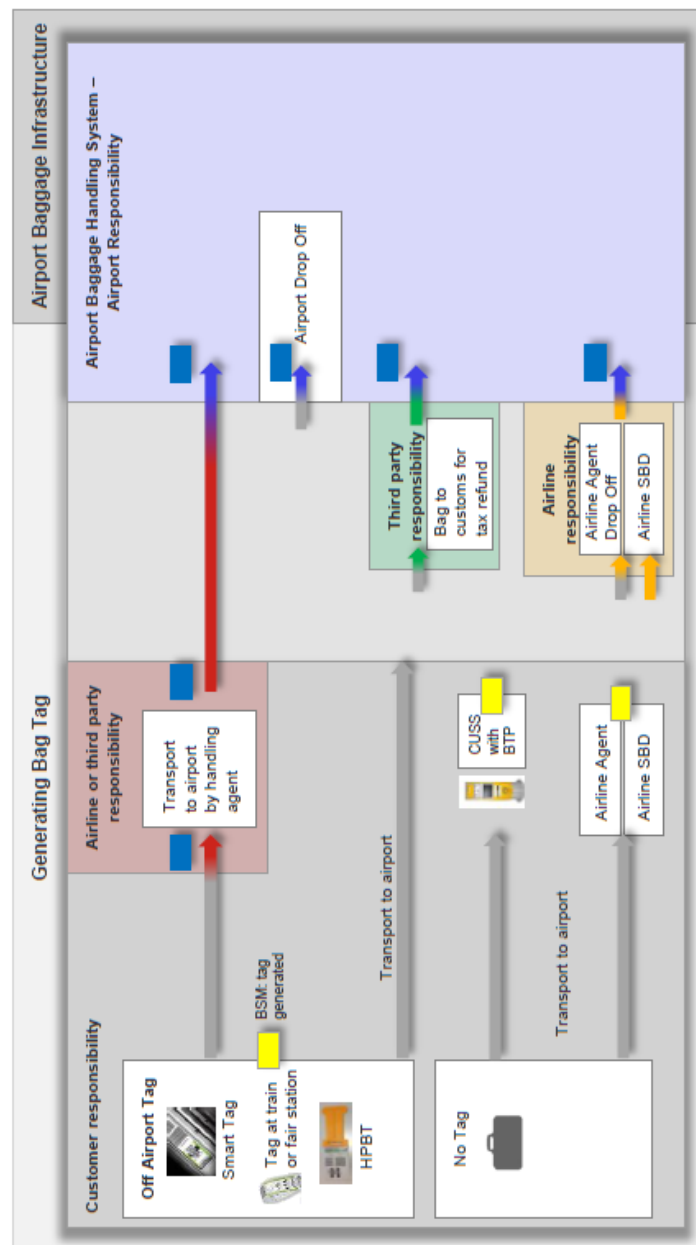 Generating Bag Tag
Airport Baggage Infrastructure
Customer responsibility
Airline or third party
responsibility
Airport Baggage Handling System –
Airport Responsibility
Off Airport Tag
Smart Tag
Tag at train
or fair station
HPBT
BSM: tag
generated
Transport
to airport
by handling
agent
Airport Drop Off
Transport to airport
Third party
responsibility
Bag to
customs for
tax refund
No Tag
CUSS
with
BTP
Transport to airport
Airline Agent
Airline SBD
Airline
responsibility
Airline Agent
Drop Off
Airline SBD